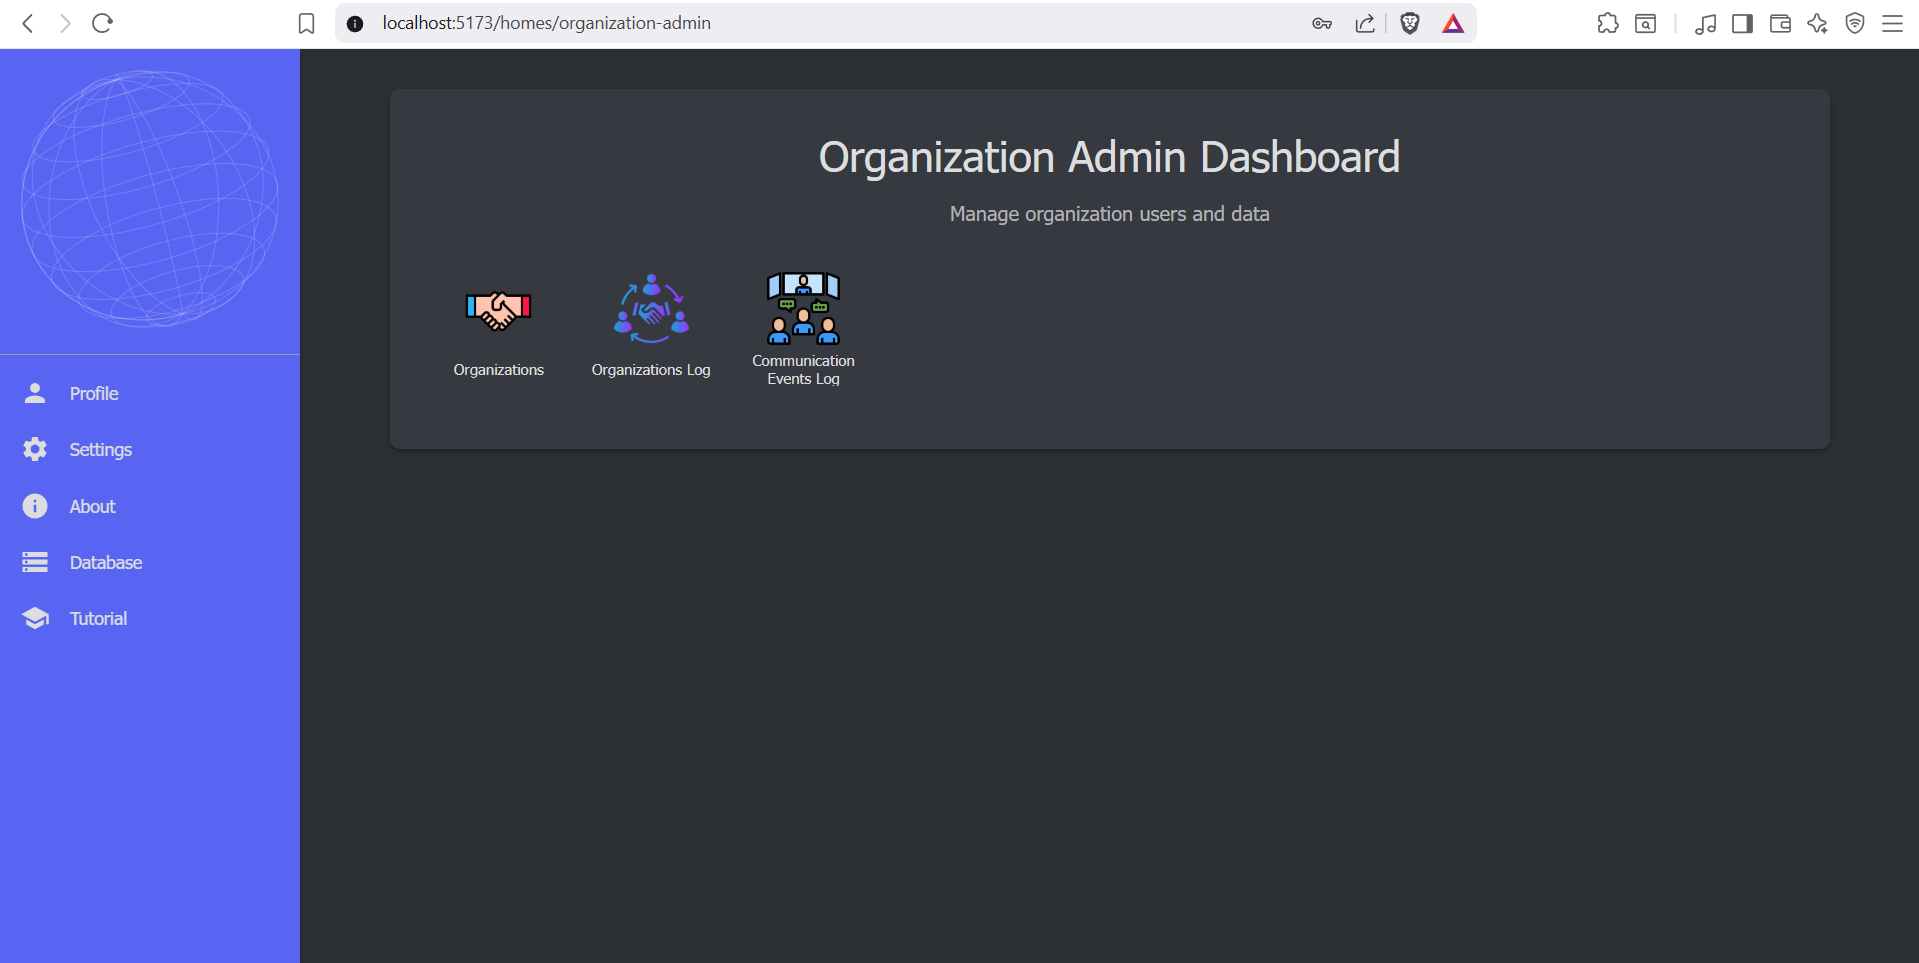 localhost:5173/homes/organization-admin
Organization Admin Dashboard
Manage organization users and data
Organizations
Organizations Log
Communication
Events Log
Profile
Settings
About
Database
Tutorial